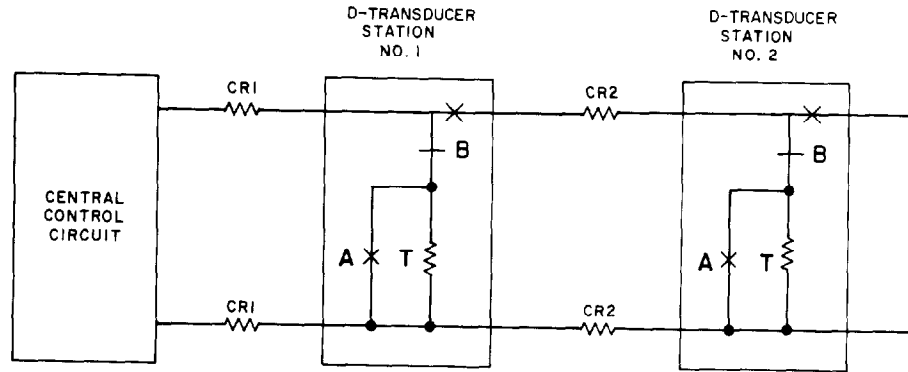 D-TRANSDUCER
STATION
NO. 1
D-TRANSDUCER
STATION
NO. 2
CENTRAL
CONTROL
CIRCUIT
CR1
B
A
T
CR1
CR2
B
A
T
CR2